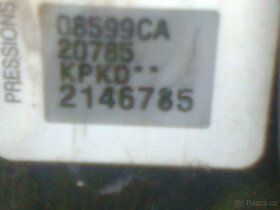 PRESSIONS
08599CA
20785
KPKD**
2146785
Bazos.cz